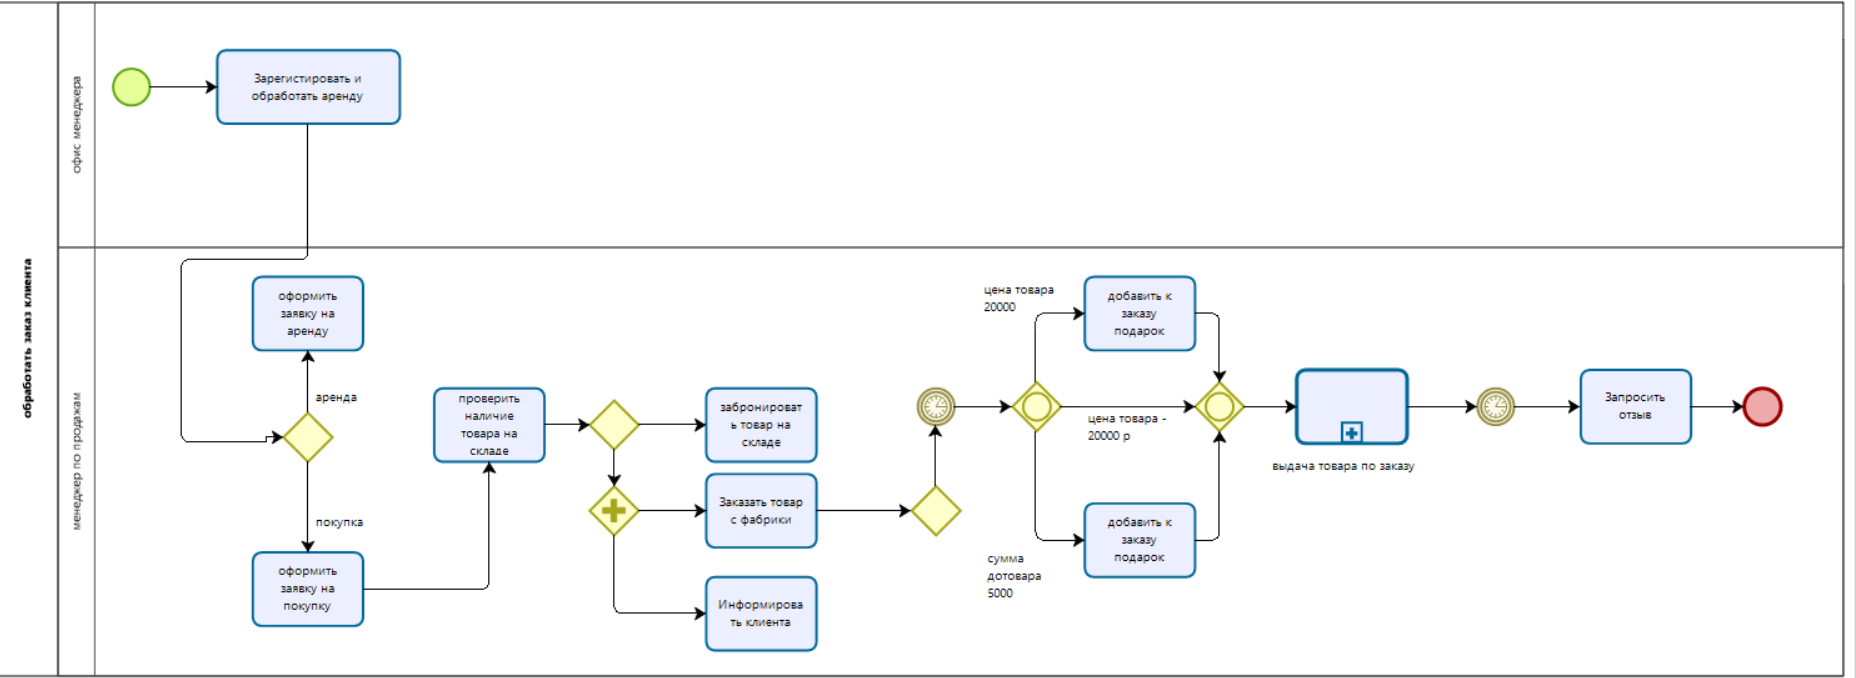 обработать заказ клиента
офис менеджера
менеджер по продажам
Зарегистировать и
обработать аренду
оформить
заявку на
аренду
аренда
покупка
оформить
заявку на
покупку
проверить
наличие
товара на
складе
забронироват
ь товар на
складе
Заказать товар
с фабрики
Информирова
ть клиента
цена товара
20000
добавить к
заказу
подарок
цена товара -
20000 р
сумма
дотовара
5000
добавить к
заказу
подарок
выдача товара по заказу
Запросить
отзыв